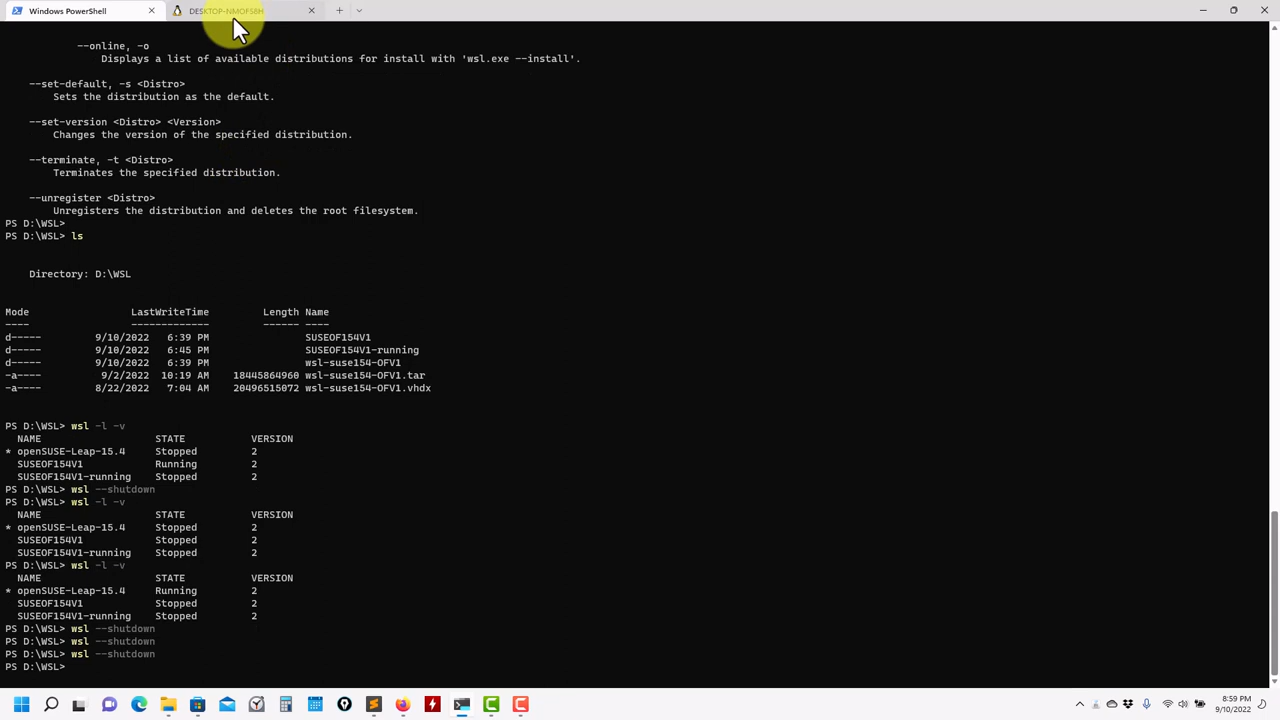 Windows PowerShell
DESKTOP-NMOFS8H
--online, -o
Displays a list of available distributions for install with 'wsl.exe --install'.
--set-default, -s <Distro>
Sets the distribution as the default.
--set-version <Distro> <Version>
Changes the version of the specified distribution.
--terminate, -t <Distro>
Terminates the specified distribution.
--unregister <Distro>
Unregisters the distribution and deletes the root filesystem.
PS D:\WSL>
PS D:\WSL> ls
Directory: D:\WSL
Mode LastWriteTime Length Name
---- ------------- ------ ----
d----- 9/10/2022 6:39 PM SUSEOF154V1
d----- 9/10/2022 6:45 PM SUSEOF154V1-running
d----- 9/10/2022 6:39 PM wsl-suse154-OFV1
-a---- 9/2/2022 10:19 AM 18445864960 wsl-suse154-OFV1.tar
-a---- 8/22/2022 7:04 AM 20496515072 wsl-suse154-OFV1.vhdx
PS D:\WSL> wsl -l -v
NAME STATE VERSION
* openSUSE-Leap-15.4 Stopped 2
SUSEOF154V1 Running 2
SUSEOF154V1-running Stopped 2
PS D:\WSL> wsl --shutdown
PS D:\WSL> wsl -l -v
NAME STATE VERSION
* openSUSE-Leap-15.4 Stopped 2
SUSEOF154V1 Stopped 2
SUSEOF154V1-running Stopped 2
PS D:\WSL> wsl -l -v
NAME STATE VERSION
* openSUSE-Leap-15.4 Running 2
SUSEOF154V1 Stopped 2
SUSEOF154V1-running Stopped 2
PS D:\WSL> wsl --shutdown
PS D:\WSL> wsl --shutdown
PS D:\WSL> wsl --shutdown
PS D:\WSL>
8:59 PM
9/10/2022